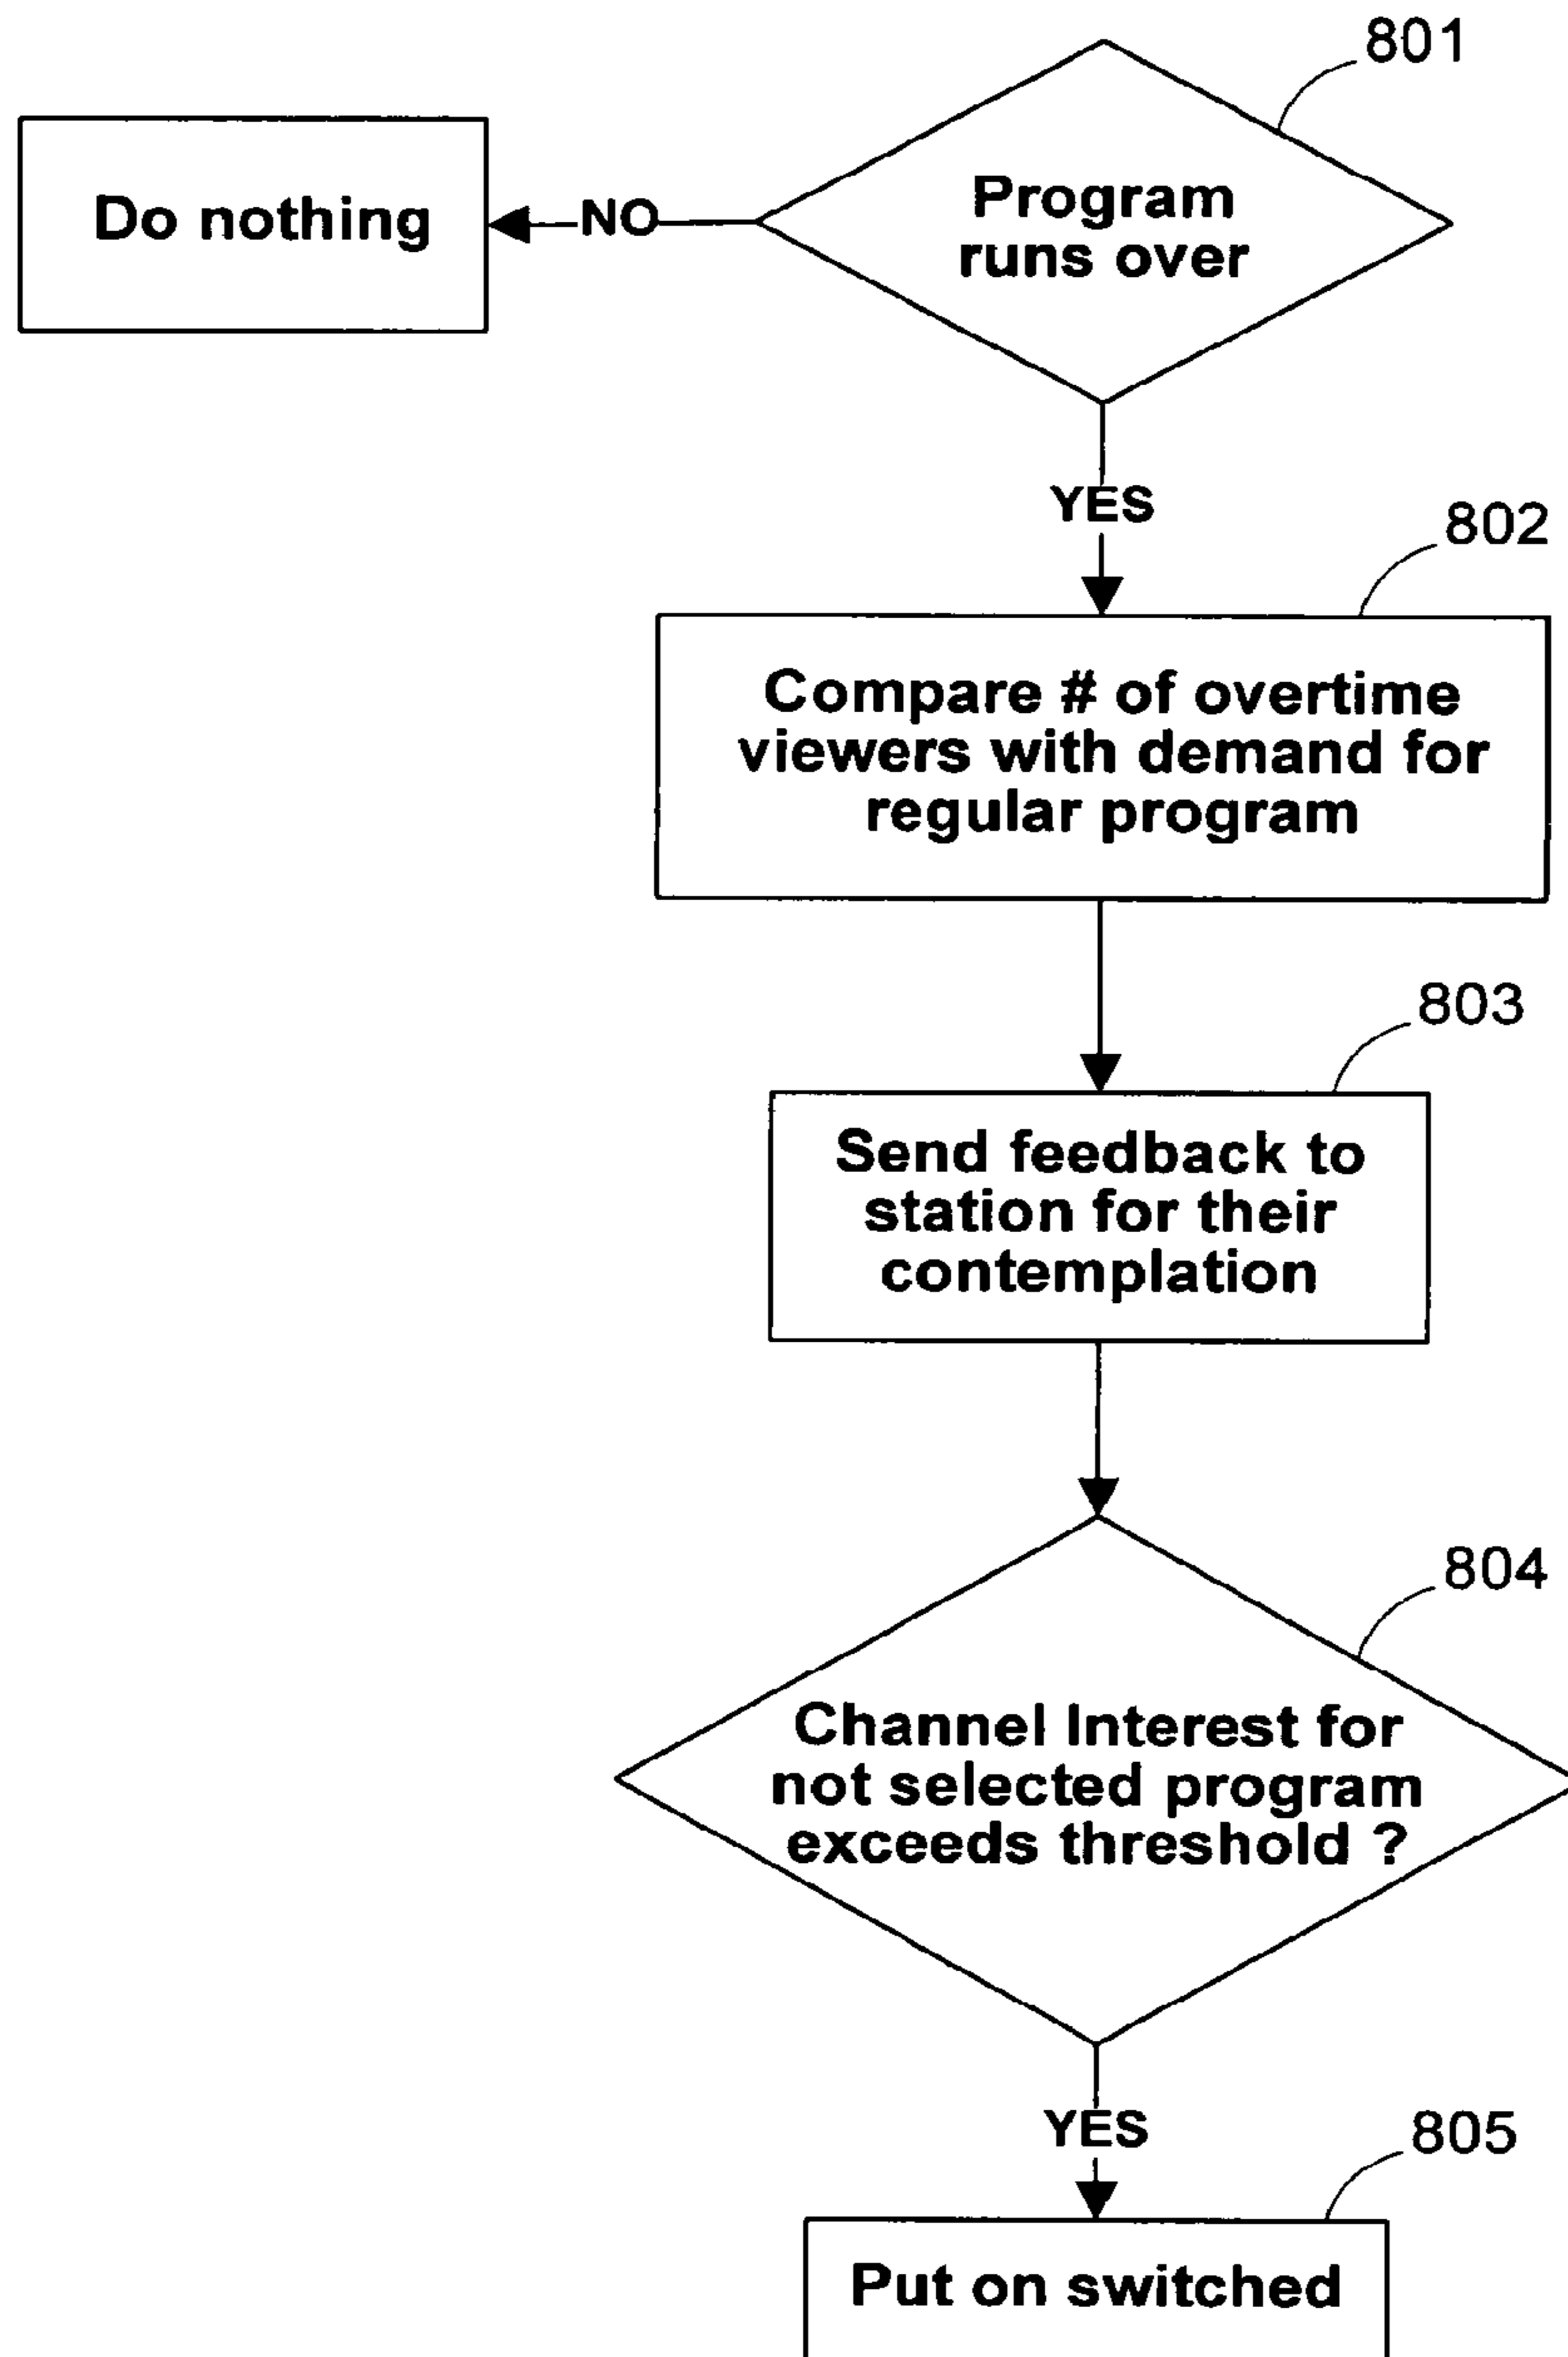 801
Program
runs over
NO
Do nothing
YES
802
Compare # of overtime
viewers with demand for
regular program
803
Send feedback to
station for their
contemplation
804
Channel Interest for
not selected program
exceeds threshold ?
YES
805
Put on switched